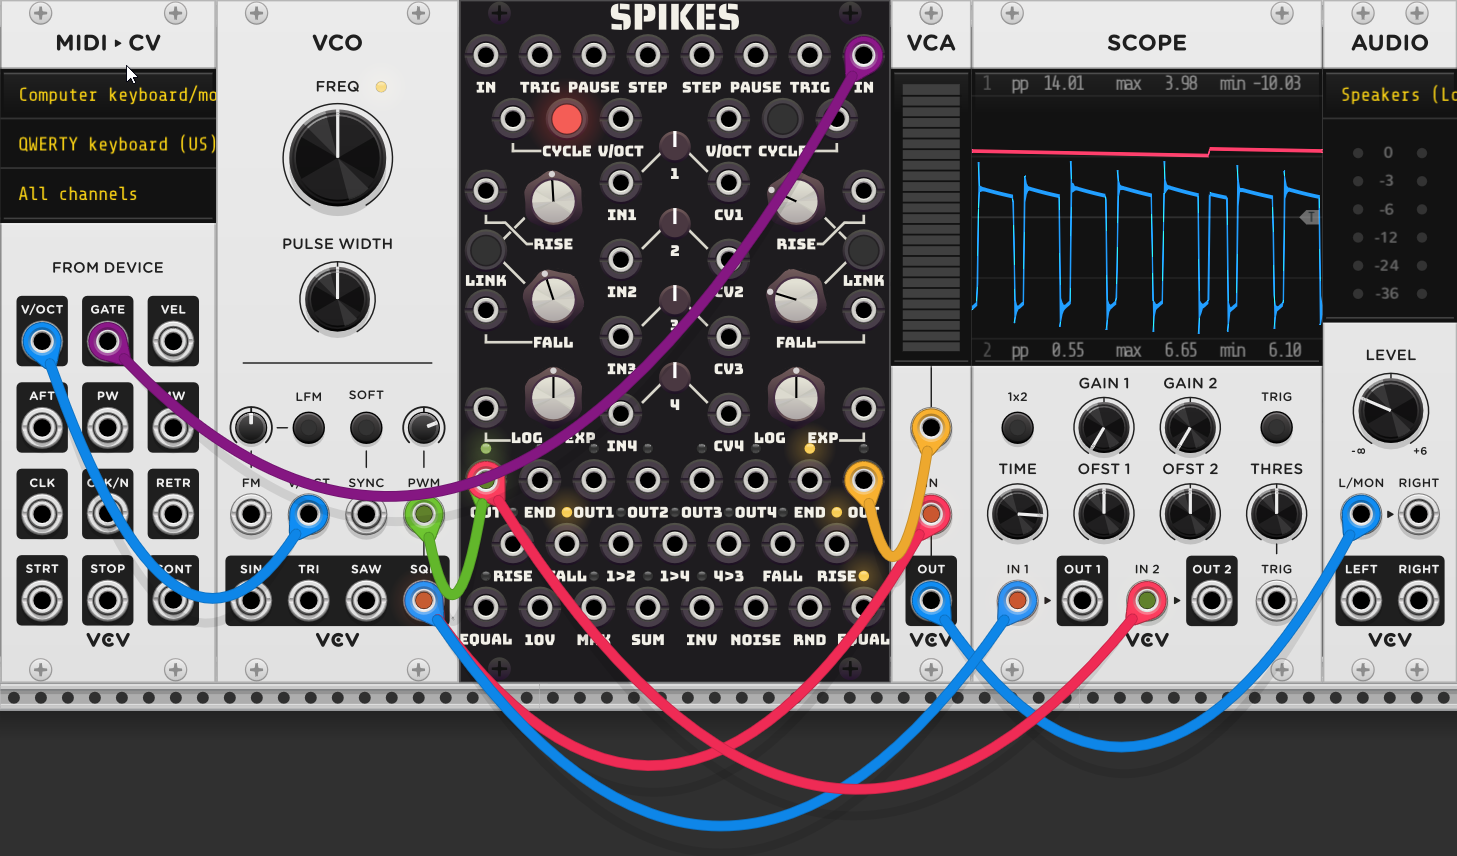 MIDI ▸ CV
Computer keyboard/mo
QWERTY keyboard (US)
All channels
FROM DEVICE
V/OCT GATE VEL
AFT PW MW
CLK CLK/N RETR
STRT STOP CONT
VCV
VCO
FREQ
PULSE WIDTH
LFM SOFT
FM V/OCT SYNC PWM
SIN TRI SAW SQR
VCV
SPIKES
IN TRIG PAUSE STEP STEP PAUSE TRIG IN
CYCLE V/OCT V/OCT CYCLE
1
IN1 CV1
RISE 2 RISE
LINK IN2 CV2 LINK
3
FALL FALL
IN3 CV3
4
LOG EXP IN4 CV4 LOG EXP
OUT END OUT1 OUT2 OUT3 OUT4 END OUT
RISE FALL 1>2 1>4 4>3 FALL RISE
EQUAL 10V MAX SUM INV NOISE RND EQUAL
VCA
IN
OUT
VCV
SCOPE
1 pp 14.01 max 3.98 min -10.03
T
2 pp 0.55 max 6.65 min 6.10
1x2 GAIN 1 GAIN 2 TRIG
TIME OFST 1 OFST 2 THRES
IN 1 OUT 1 IN 2 OUT 2 TRIG
VCV
AUDIO
Speakers (Lo
0
-3
-6
-12
-24
-36
LEVEL
-∞ +6
L/MON RIGHT
LEFT RIGHT
VCV